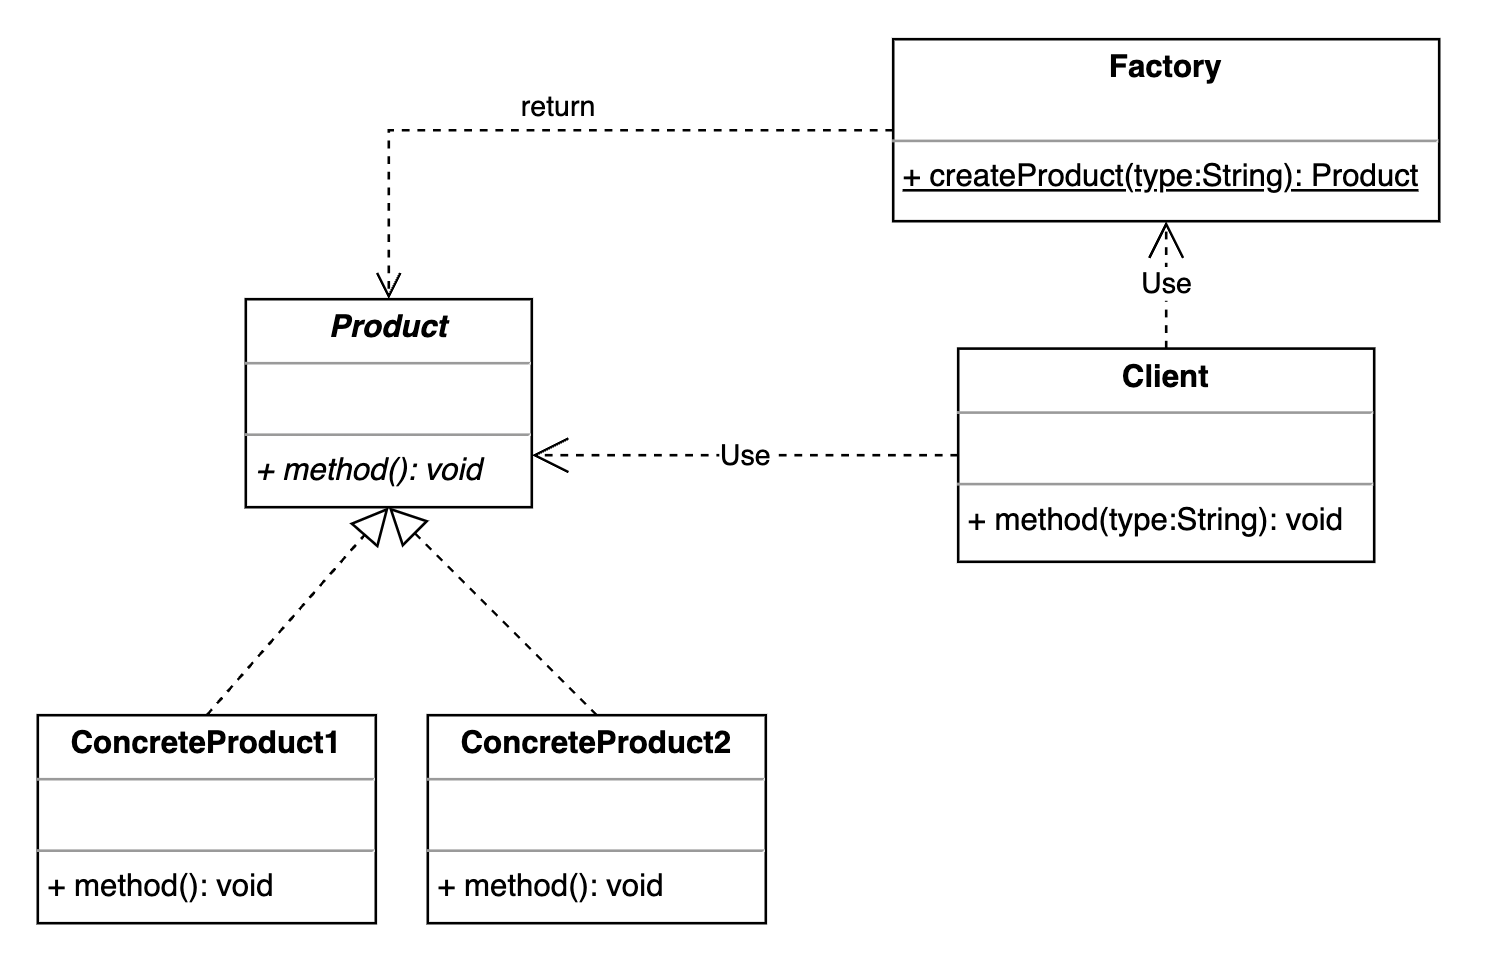 Factory
return
+ createProduct(type:String): Product
Use
Product
Client
+ method(): void
Use
+ method(type:String): void
ConcreteProduct1
ConcreteProduct2
+ method(): void
+ method(): void